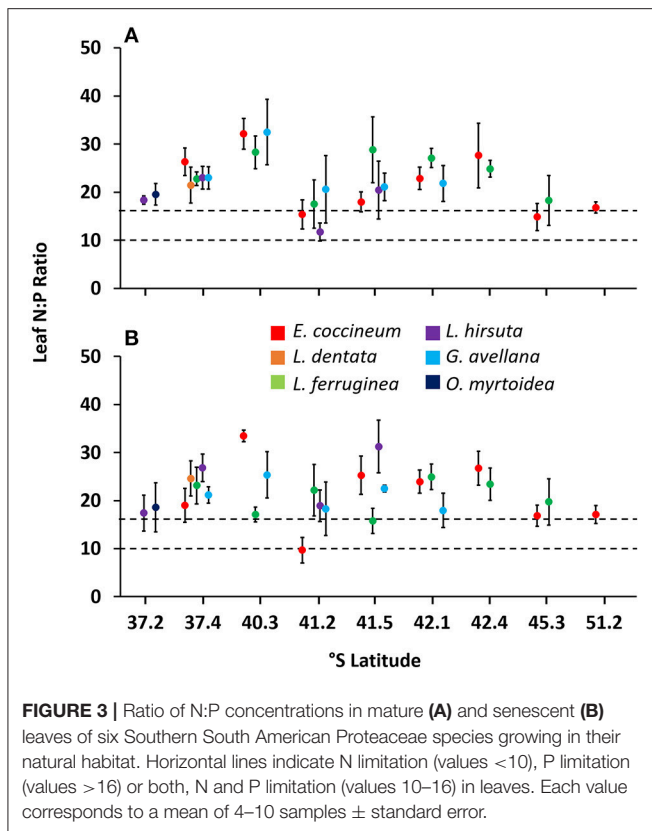 A
50
40
30
20
10
0
Leaf N:P Ratio
B
50
40
30
20
10
0
E. coccineum
L. hirsuta
L. dentata
G. avellana
L. ferruginea
O. myrtoidea
37.2 37.4 40.3 41.2 41.5 42.1 42.4 45.3 51.2
°S Latitude
FIGURE 3 | Ratio of N:P concentrations in mature (A) and senescent (B)
leaves of six Southern South American Proteaceae species growing in their
natural habitat. Horizontal lines indicate N limitation (values <10), P limitation
(values >16) or both, N and P limitation (values 10–16) in leaves. Each value
corresponds to a mean of 4–10 samples ± standard error.